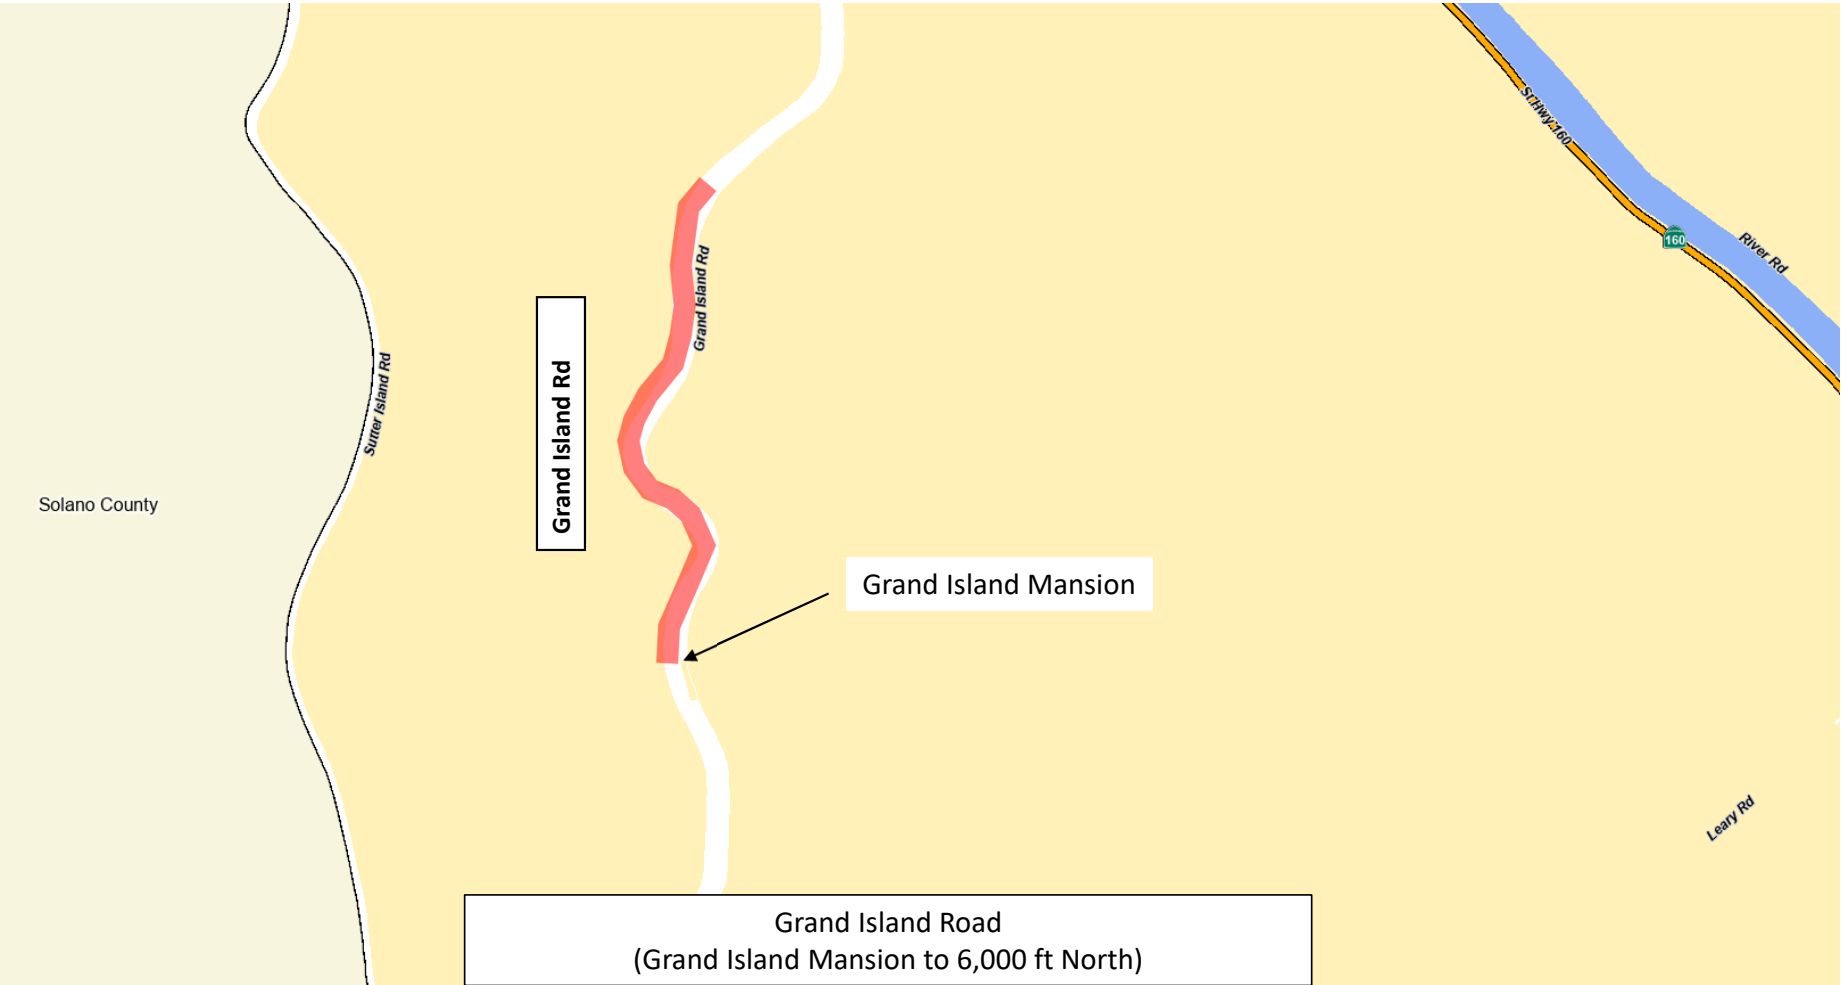 St Hwy 160
160
River Rd
Grand Island Rd
Grand Island Rd
Sutter Island Rd
Solano County
Grand Island Mansion
Leary Rd
Grand Island Road
(Grand Island Mansion to 6,000 ft North)